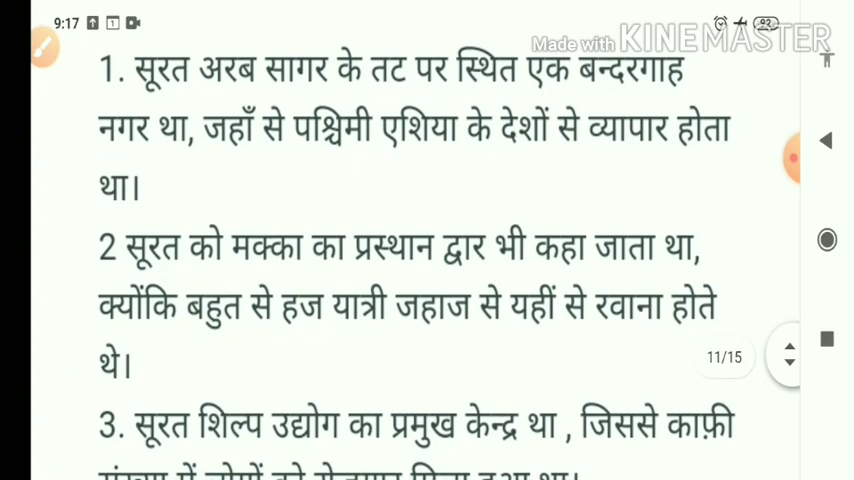 9:17
92
Made with KINEMASTER
1. सूरत अरब सागर के तट पर स्थित एक बन्दरगाह
नगर था, जहाँ से पश्चिमी एशिया के देशों से व्यापार होता
था।
2 सूरत को मक्का का प्रस्थान द्वार भी कहा जाता था,
क्योंकि बहुत से हज यात्री जहाज से यहीं से रवाना होते
थे।
11/15
3. सूरत शिल्प उद्योग का प्रमुख केन्द्र था , जिससे काफ़ी